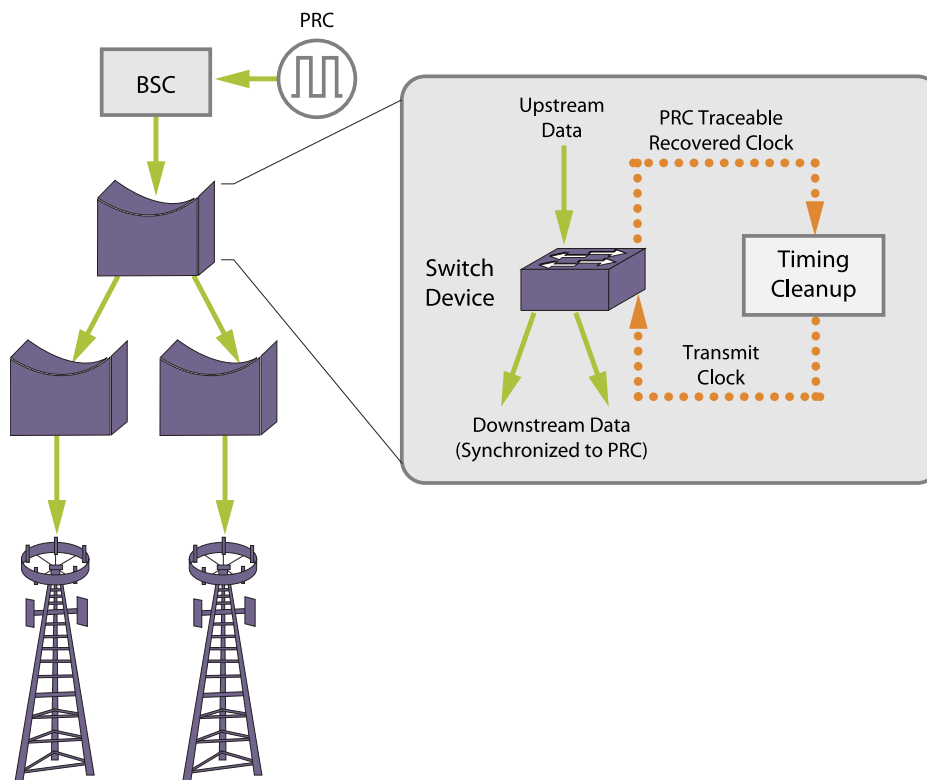 PRC
BSC
Upstream
Data
PRC Traceable
Recovered Clock
Switch
Device
Timing
Cleanup
Transmit
Clock
Downstream Data
(Synchronized to PRC)